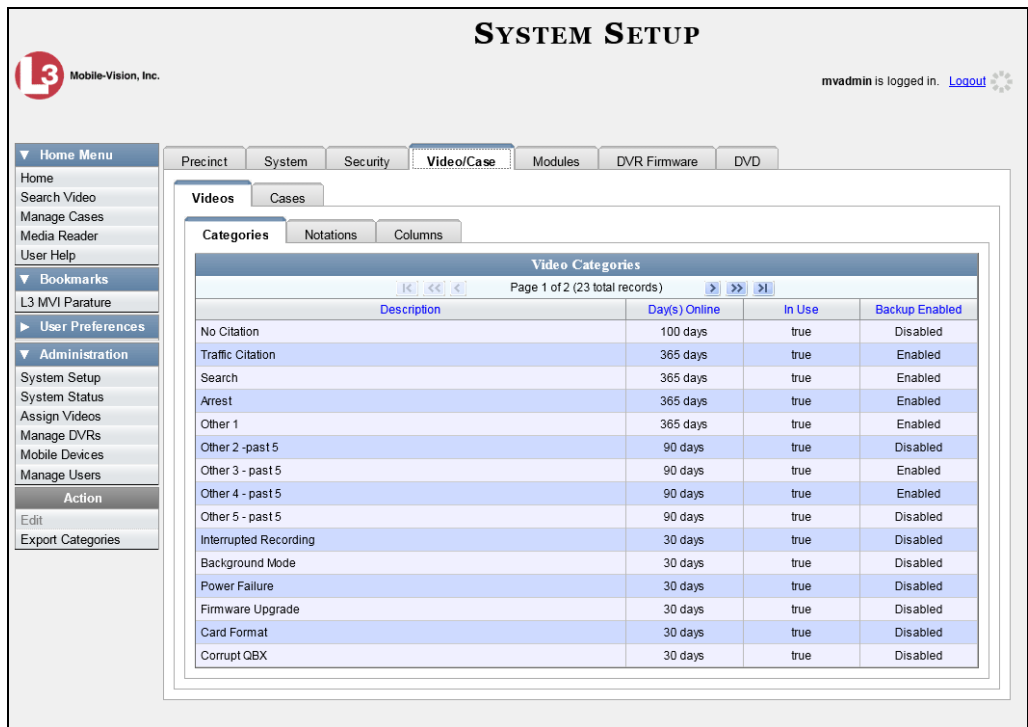 SYSTEM SETUP
L3 Mobile-Vision, Inc.
mvadmin is logged in. Logout
Home Menu
Home
Search Video
Manage Cases
Media Reader
User Help
Bookmarks
L3 MVI Parature
User Preferences
Administration
System Setup
System Status
Assign Videos
Manage DVRs
Mobile Devices
Manage Users
Action
Edit
Export Categories
Precinct System Security Video/Case Modules DVR Firmware DVD
Videos Cases
Categories Notations Columns
Video Categories
Page 1 of 2 (23 total records)
Description Day(s) Online In Use Backup Enabled
No Citation 100 days true Disabled
Traffic Citation 365 days true Enabled
Search 365 days true Enabled
Arrest 365 days true Enabled
Other 1 365 days true Enabled
Other 2 -past 5 90 days true Disabled
Other 3 - past 5 90 days true Enabled
Other 4 - past 5 90 days true Enabled
Other 5 - past 5 90 days true Disabled
Interrupted Recording 30 days true Disabled
Background Mode 30 days true Disabled
Power Failure 30 days true Disabled
Firmware Upgrade 30 days true Disabled
Card Format 30 days true Disabled
Corrupt QBX 30 days true Disabled